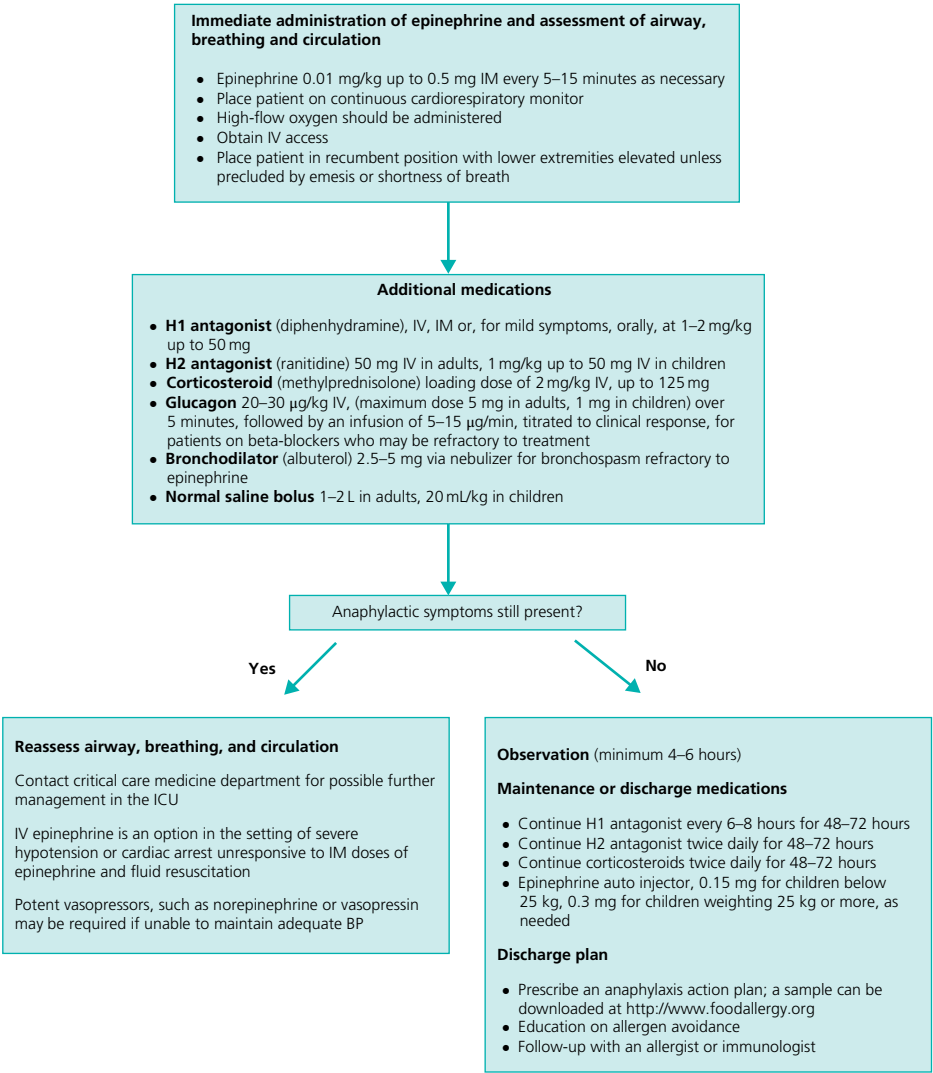 Immediate administration of epinephrine and assessment of airway,
breathing and circulation
• Epinephrine 0.01 mg/kg up to 0.5 mg IM every 5–15 minutes as necessary
• Place patient on continuous cardiorespiratory monitor
• High-flow oxygen should be administered
• Obtain IV access
• Place patient in recumbent position with lower extremities elevated unless
precluded by emesis or shortness of breath
Additional medications
• H1 antagonist (diphenhydramine), IV, IM or, for mild symptoms, orally, at 1–2 mg/kg
up to 50 mg
• H2 antagonist (ranitidine) 50 mg IV in adults, 1 mg/kg up to 50 mg IV in children
• Corticosteroid (methylprednisolone) loading dose of 2 mg/kg IV, up to 125 mg
• Glucagon 20–30 μg/kg IV, (maximum dose 5 mg in adults, 1 mg in children) over
5 minutes, followed by an infusion of 5–15 μg/min, titrated to clinical response, for
patients on beta-blockers who may be refractory to treatment
• Bronchodilator (albuterol) 2.5–5 mg via nebulizer for bronchospasm refractory to
epinephrine
• Normal saline bolus 1–2 L in adults, 20 mL/kg in children
Anaphylactic symptoms still present?
Yes
No
Reassess airway, breathing, and circulation
Contact critical care medicine department for possible further
management in the ICU
IV epinephrine is an option in the setting of severe
hypotension or cardiac arrest unresponsive to IM doses of
epinephrine and fluid resuscitation
Potent vasopressors, such as norepinephrine or vasopressin
may be required if unable to maintain adequate BP
Observation (minimum 4–6 hours)
Maintenance or discharge medications
• Continue H1 antagonist every 6–8 hours for 48–72 hours
• Continue H2 antagonist twice daily for 48–72 hours
• Continue corticosteroids twice daily for 48–72 hours
• Epinephrine auto injector, 0.15 mg for children below
25 kg, 0.3 mg for children weighting 25 kg or more, as
needed
Discharge plan
• Prescribe an anaphylaxis action plan; a sample can be
downloaded at http://www.foodallergy.org
• Education on allergen avoidance
• Follow-up with an allergist or immunologist